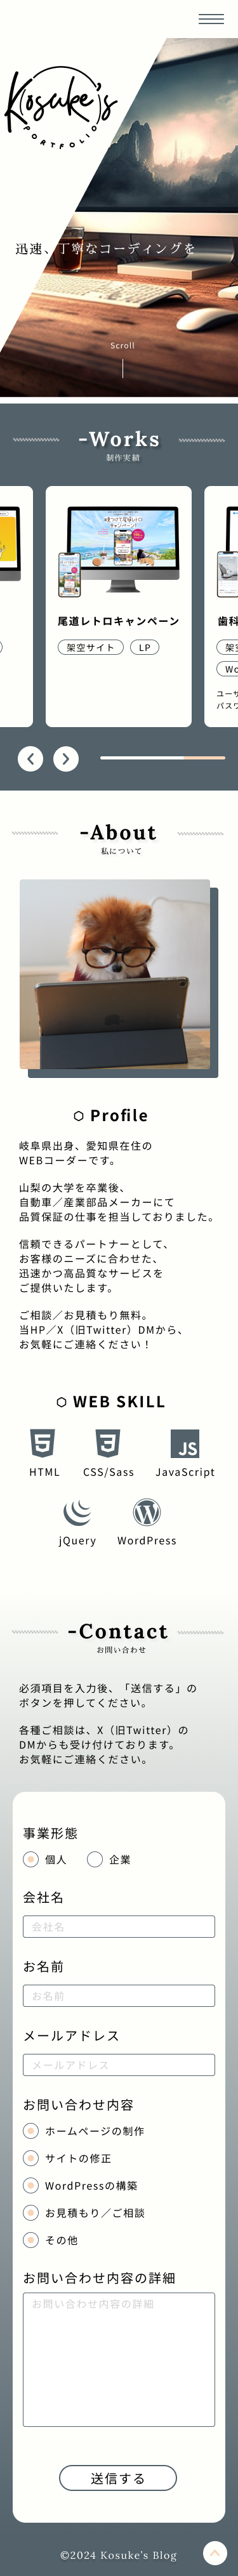 Kosuke's
PORTFOLIO
迅速、丁寧なコーディングを
Scroll
-Works
制作実績
尾道レトロキャンペーン
歯科
架空サイト
LP
架空
Wo
ユーサ
パスワ
-About
私について
Profile
岐阜県出身、愛知県在住の
WEBコーダーです。
山梨の大学を卒業後、
自動車／産業部品メーカーにて
品質保証の仕事を担当しておりました。
信頼できるパートナーとして、
お客様のニーズに合わせた、
迅速かつ高品質なサービスを
ご提供いたします。
ご相談／お見積もり無料。
当HP／X（旧Twitter）DMから、
お気軽にご連絡ください！
WEB SKILL
HTML
CSS/Sass
JS
JavaScript
jQuery
WordPress
-Contact
お問い合わせ
必須項目を入力後、「送信する」の
ボタンを押してください。
各種ご相談は、X（旧Twitter）の
DMからも受け付けております。
お気軽にご連絡ください。
事業形態
個人
企業
会社名
会社名
お名前
お名前
メールアドレス
メールアドレス
お問い合わせ内容
ホームページの制作
サイトの修正
WordPressの構築
お見積もり／ご相談
その他
お問い合わせ内容の詳細
お問い合わせ内容の詳細
送信する
©2024 Kosuke's Blog